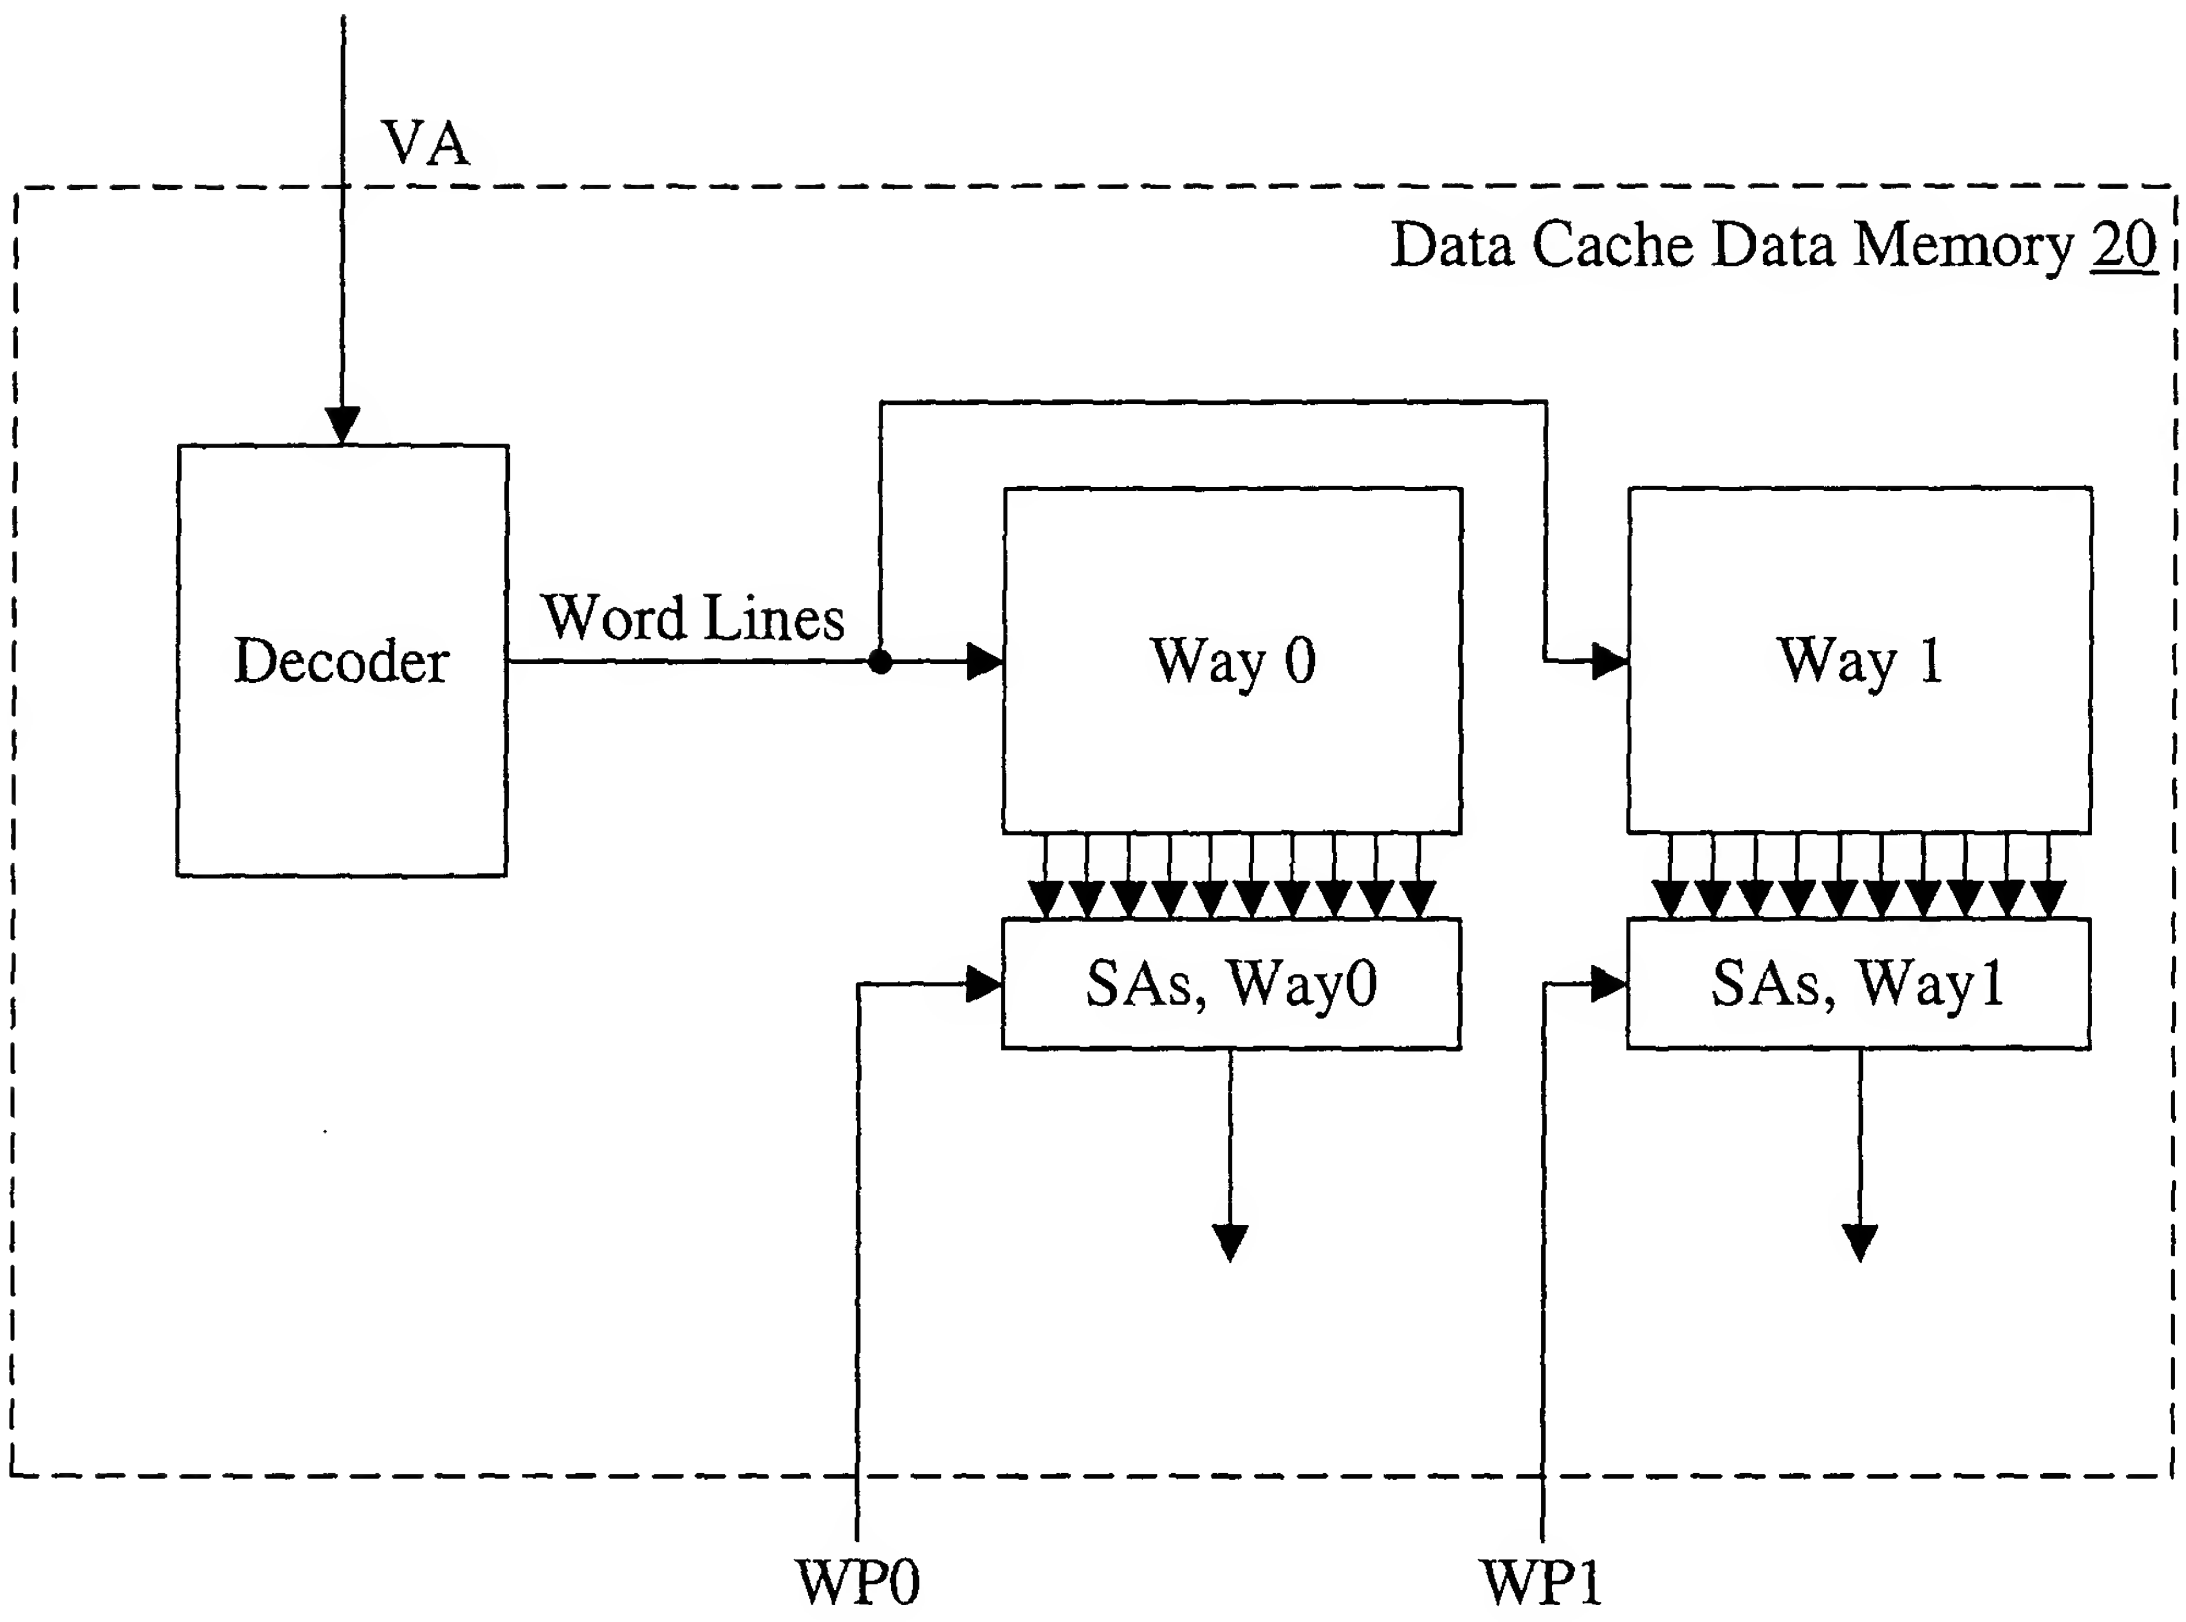 VA
Data Cache Data Memory 20
Word Lines
Decoder
Way 0
Way 1
SAs, Way0
SAs, Way1
WP0
WP1